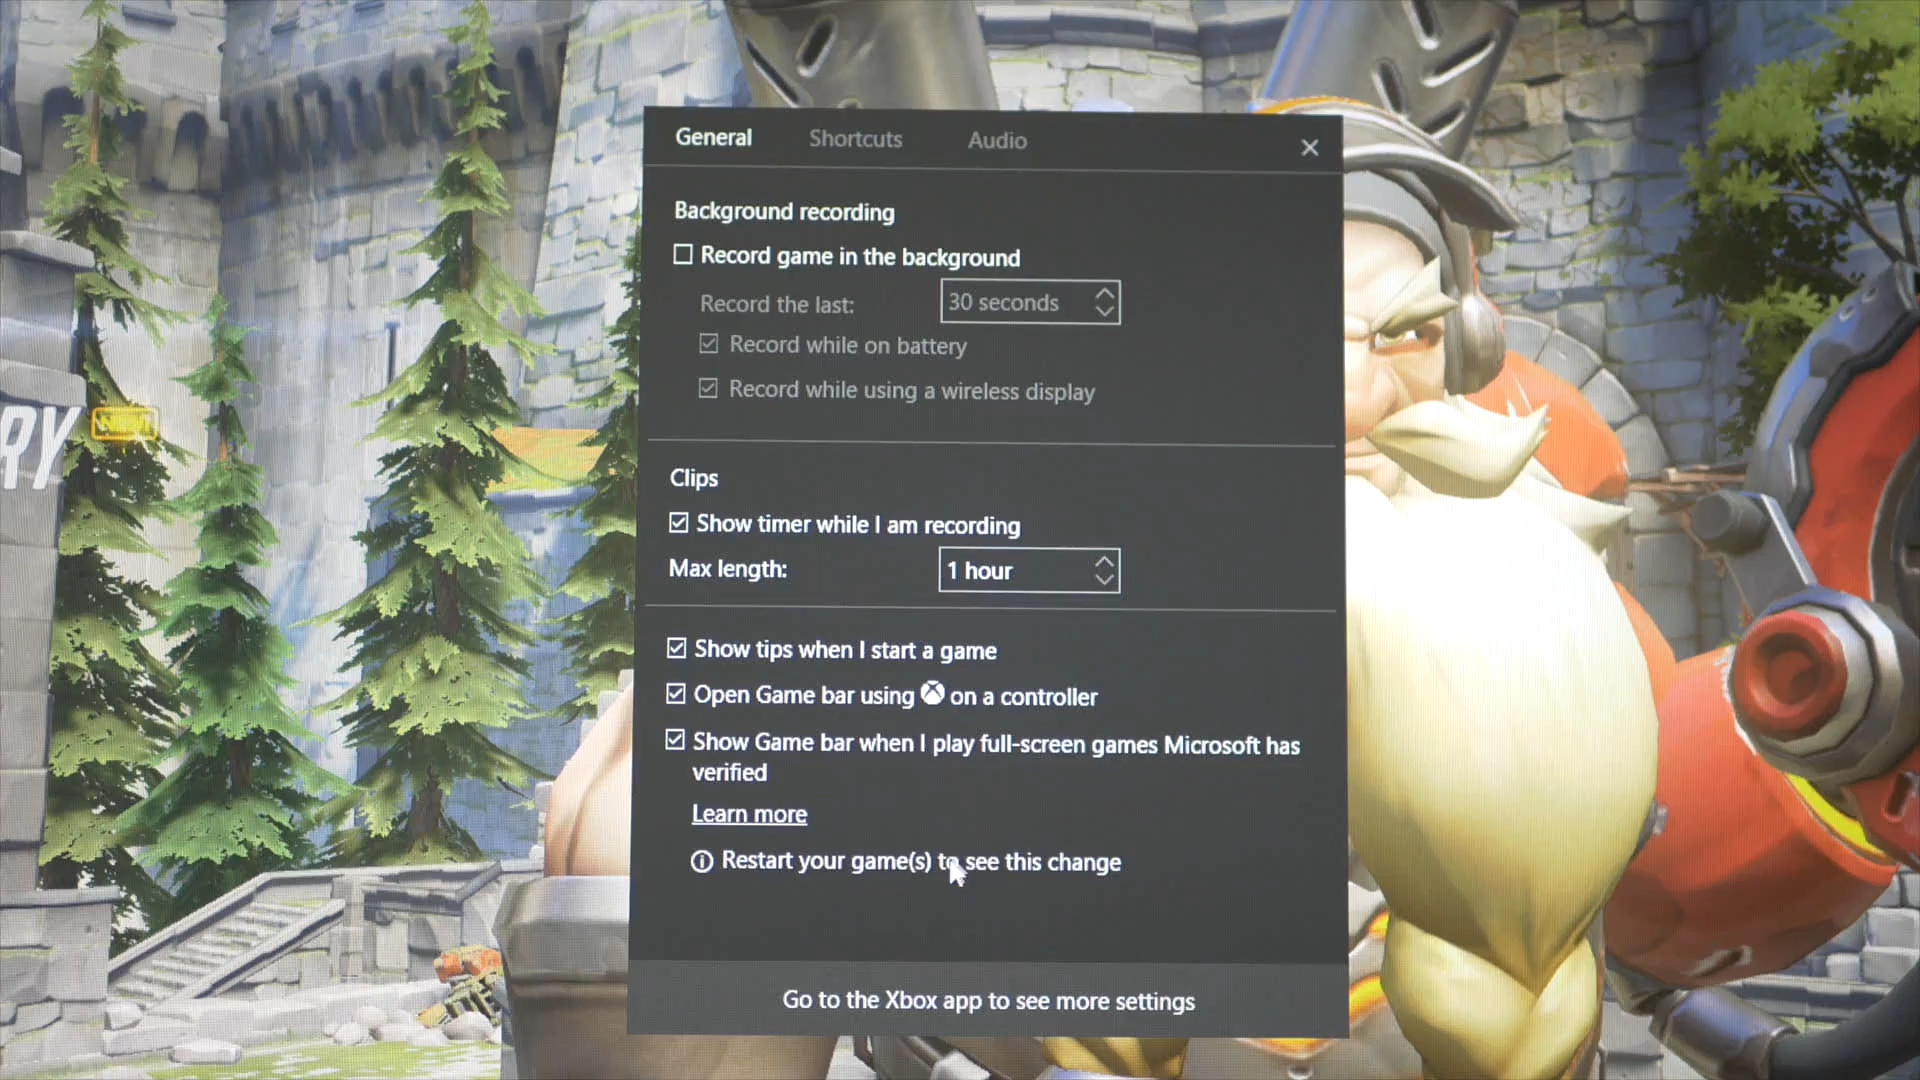 General
Shortcuts
Audio
Background recording
Record game in the background
Record the last:
30 seconds
Record while on battery
Record while using a wireless display
RY
NEW!
Clips
Show timer while I am recording
Max length:
1 hour
Show tips when I start a game
Open Game bar using on a controller
Show Game bar when I play full-screen games Microsoft has
verified
Learn more
Restart your game(s) to see this change
Go to the Xbox app to see more settings